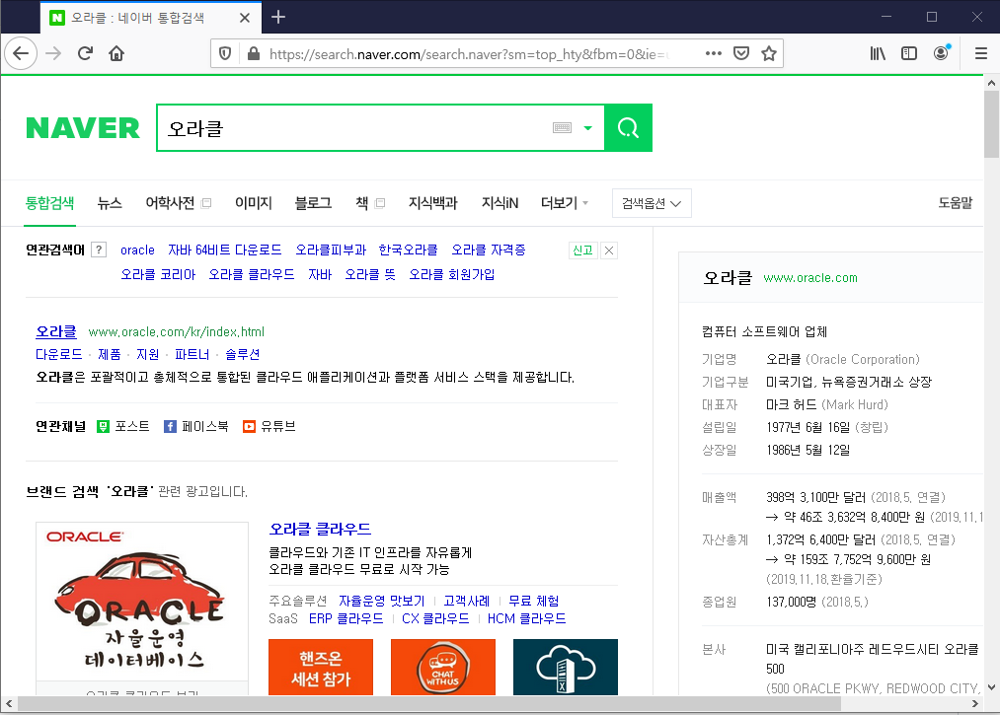 오라클 : 네이버 통합검색
https://search.naver.com/search.naver?sm=top_hty&fbm=0&ie=
NAVER
오라클
통합검색 뉴스 어학사전 이미지 블로그 책 지식백과 지식iN 더보기 검색옵션 도움말
연관검색어 ? oracle 자바 64비트 다운로드 오라클피부과 한국오라클 오라클 자격증 신고
오라클 코리아 오라클 클라우드 자바 오라클 뜻 오라클 회원가입
오라클 www.oracle.com/kr/index.html
다운로드 · 제품 · 지원 · 파트너 · 솔루션
오라클은 포괄적이고 총체적으로 통합된 클라우드 애플리케이션과 플랫폼 서비스 스택을 제공합니다.
연관채널 포스트 페이스북 유튜브
브랜드 검색 '오라클' 관련 광고입니다.
ORACLE
ORACLE
자율운영
데이터베이스
오라클 클라우드
클라우드와 기존 IT 인프라를 자유롭게
오라클 클라우드 무료로 시작 가능
주요솔루션 자율운영 맛보기 | 고객사례 | 무료 체험
SaaS ERP 클라우드 | CX 클라우드 | HCM 클라우드
핸즈온
세션 참가
CHAT
WITH US
오라클 www.oracle.com
컴퓨터 소프트웨어 업체
기업명 오라클 (Oracle Corporation)
기업구분 미국기업, 뉴욕증권거래소 상장
대표자 마크 허드 (Mark Hurd)
설립일 1977년 6월 16일 (창립)
상장일 1986년 5월 12일
매출액 398억 3,100만 달러 (2018.5, 연결)
→ 약 46조 3,632억 8,400만 원 (2019.11.1
자산총계 1,372억 6,400만 달러 (2018.5, 연결)
→ 약 159조 7,752억 9,600만 원
(2019.11.18.환율기준)
종업원 137,000명 (2018.5.)
본사 미국 캘리포니아주 레드우드시티 오라클
500
(500 ORACLE PKWY, REDWOOD CITY,